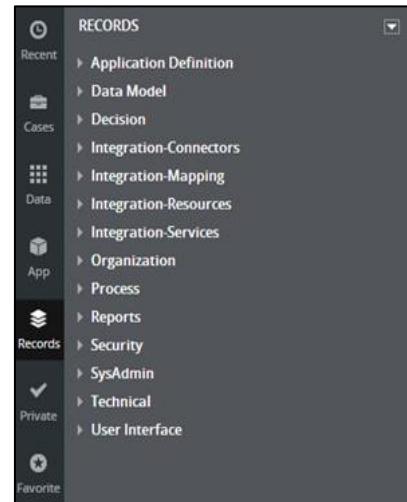 Recent
Cases
Data
App
Records
Private
Favorite
RECORDS
Application Definition
Data Model
Decision
Integration-Connectors
Integration-Mapping
Integration-Resources
Integration-Services
Organization
Process
Reports
Security
SysAdmin
Technical
User Interface